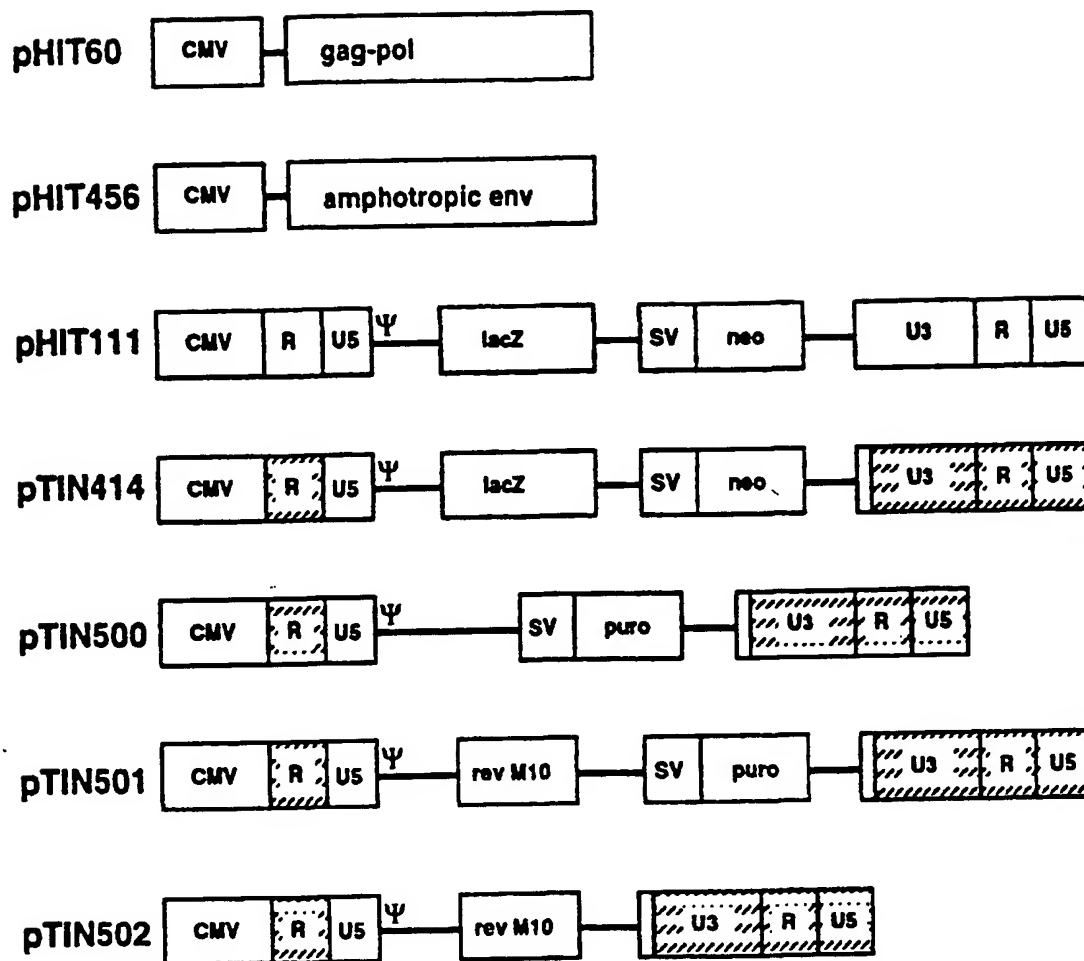 pHIT60 CMV gag-pol
pHIT456 CMV amphotropic env
pHIT111 CMV R U5 Ψ lacZ SV neo U3 R U5
pTIN414 CMV R U5 Ψ lacZ SV neo U3 R U5
pTIN500 CMV R U5 Ψ SV puro U3 R U5
pTIN501 CMV R U5 Ψ rev M10 SV puro U3 R U5
pTIN502 CMV R U5 Ψ rev M10 U3 R U5